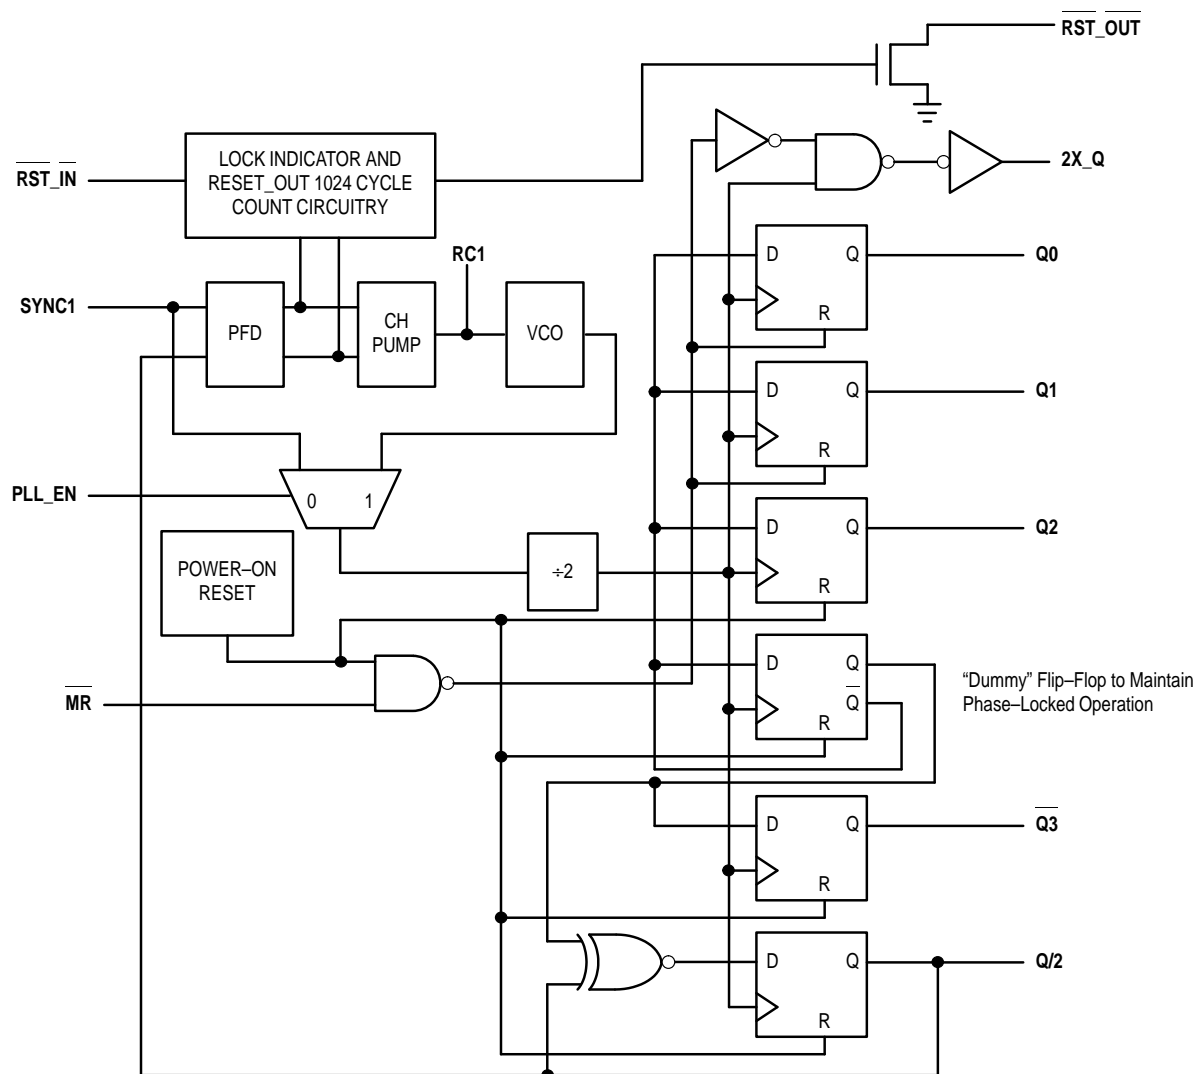 RST_OUT
LOCK INDICATOR AND
RESET_OUT 1024 CYCLE
COUNT CIRCUITRY
RST_IN
2X_Q
D Q
Q0
R
RC1
SYNC1
PFD
CH
PUMP
VCO
D Q
Q1
R
PLL_EN
0 1
D Q
Q2
R
POWER–ON
RESET
÷2
MR
D Q
Q
R
“Dummy” Flip–Flop to Maintain
Phase–Locked Operation
D Q
Q3
R
D Q
Q/2
R